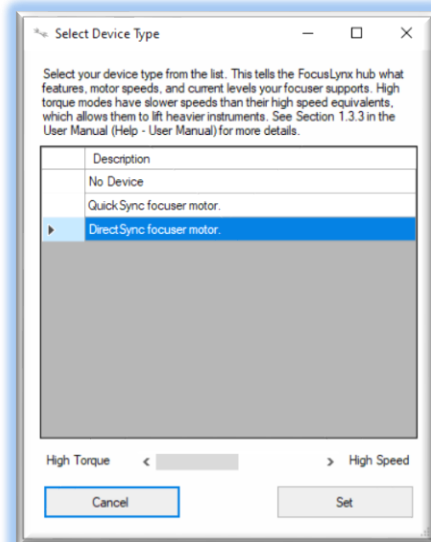 Select Device Type
Select your device type from the list. This tells the FocusLynx hub what
features, motor speeds, and current levels your focuser supports. High
torque modes have slower speeds than their high speed equivalents,
which allows them to lift heavier instruments. See Section 1.3.3 in the
User Manual (Help - User Manual) for more details.
Description
No Device
QuickSync focuser motor.
DirectSync focuser motor.
High Torque < > High Speed
Cancel Set